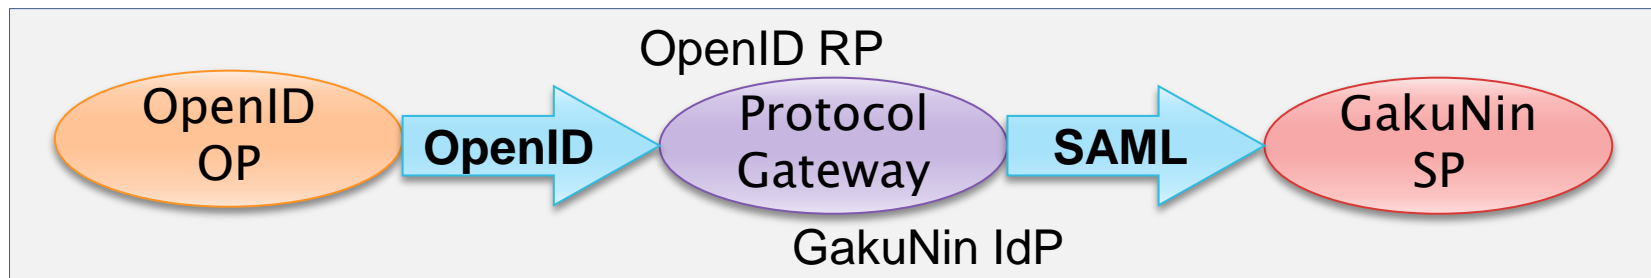 OpenID RP
OpenID
OP
OpenID
Protocol
Gateway
SAML
GakuNin
SP
GakuNin IdP